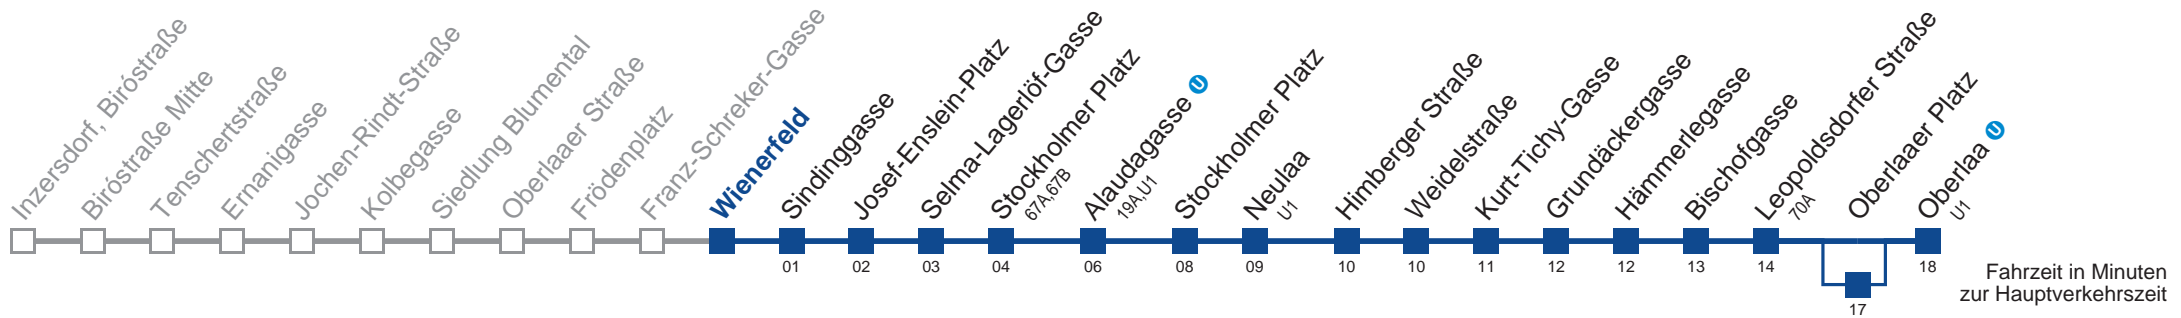 Inzersdorf, Biróstraße
Biróstraße Mitte
Tenschertstraße
Ernanigasse
Jochen-Rindt-Straße
Kolbegasse
Siedlung Blumental
Oberlaaer Straße
Frödenplatz
Franz-Schreker-Gasse
Wienerfeld
Sindinggasse
01
Josef-Enslein-Platz
02
Selma-Lagerlöf-Gasse
03
Stockholmer Platz
67A,67B
04
Alaudagasse U
19A,U1
06
Stockholmer Platz
08
Neulaa
U1
09
Himberger Straße
10
Weidelstraße
10
Kurt-Tichy-Gasse
11
Grundäckergasse
12
Hämmerlegasse
12
Bischofgasse
13
Leopoldsdorfer Straße
70A
14
Oberlaaer Platz
17
Oberlaa U
U1
18
Fahrzeit in Minuten
zur Hauptverkehrszeit